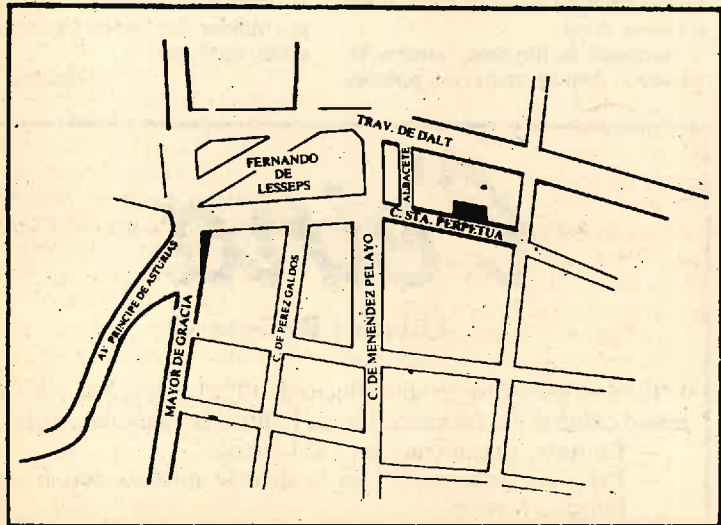 TRAV. DE DALT
FERNANDO
DE
LESSEPS
ALBACETE
C. STA. PERPETUA
AV. PRINCIPE DE ASTURIAS
MAYOR DE GRACIA
C. DE PEREZ GALDOS
C. DE MENENDEZ PELAYO